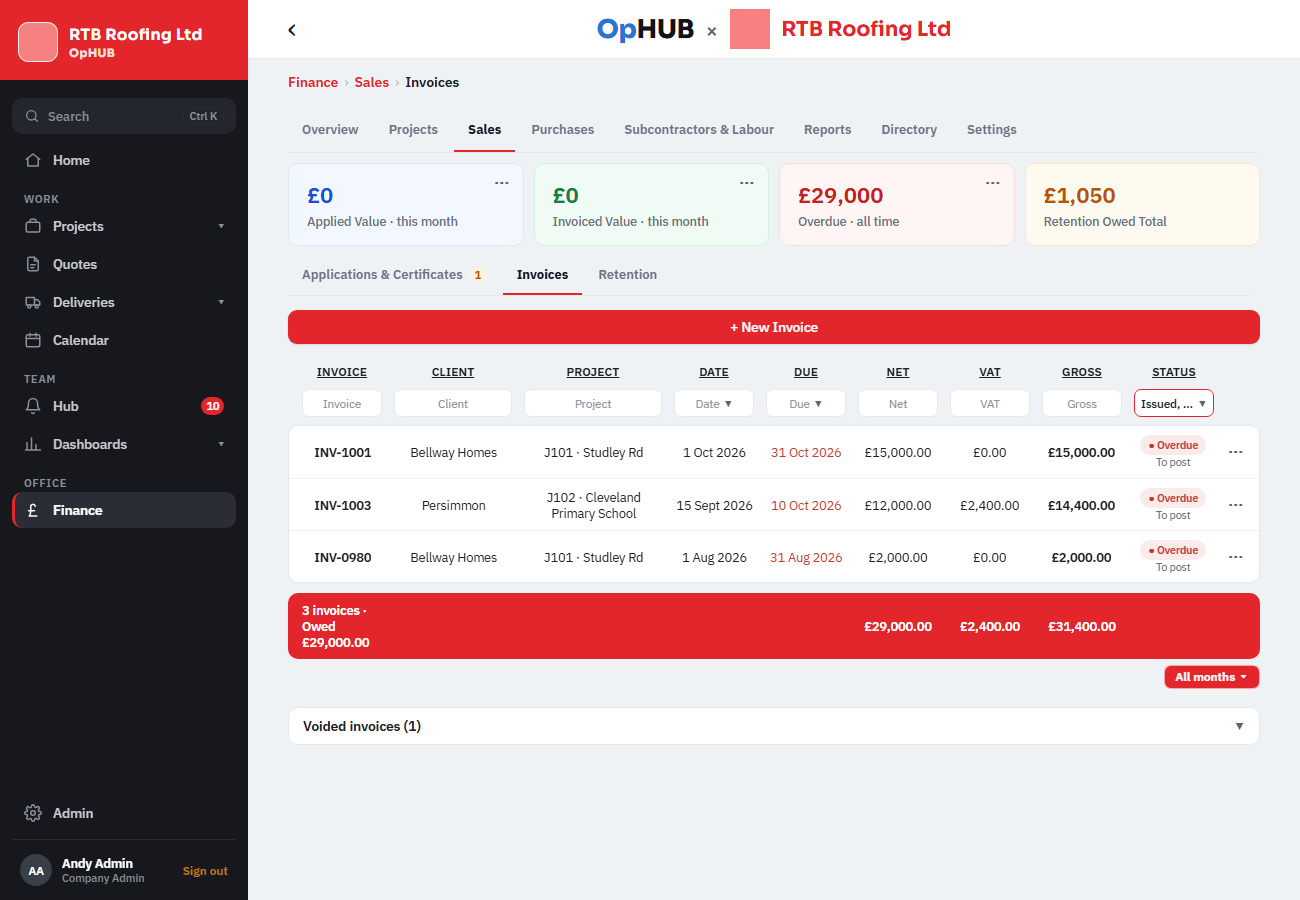 RTB Roofing Ltd
OpHUB
Search Ctrl K
Home
WORK
Projects
Quotes
Deliveries
Calendar
TEAM
Hub 10
Dashboards
OFFICE
£ Finance
Admin
AA Andy Admin
Company Admin
Sign out
OpHUB × RTB Roofing Ltd
Finance › Sales › Invoices
Overview Projects Sales Purchases Subcontractors & Labour Reports Directory Settings
£0
Applied Value · this month
£0
Invoiced Value · this month
£29,000
Overdue · all time
£1,050
Retention Owed Total
Applications & Certificates 1 Invoices Retention
+ New Invoice
INVOICE CLIENT PROJECT DATE DUE NET VAT GROSS STATUS
Invoice Client Project Date ▼ Due ▼ Net VAT Gross Issued, ... ▼
INV-1001 Bellway Homes J101 · Studley Rd 1 Oct 2026 31 Oct 2026 £15,000.00 £0.00 £15,000.00 • Overdue
To post
INV-1003 Persimmon J102 · Cleveland Primary School 15 Sept 2026 10 Oct 2026 £12,000.00 £2,400.00 £14,400.00 • Overdue
To post
INV-0980 Bellway Homes J101 · Studley Rd 1 Aug 2026 31 Aug 2026 £2,000.00 £0.00 £2,000.00 • Overdue
To post
3 invoices ·
Owed
£29,000.00
£29,000.00 £2,400.00 £31,400.00
All months
Voided invoices (1)